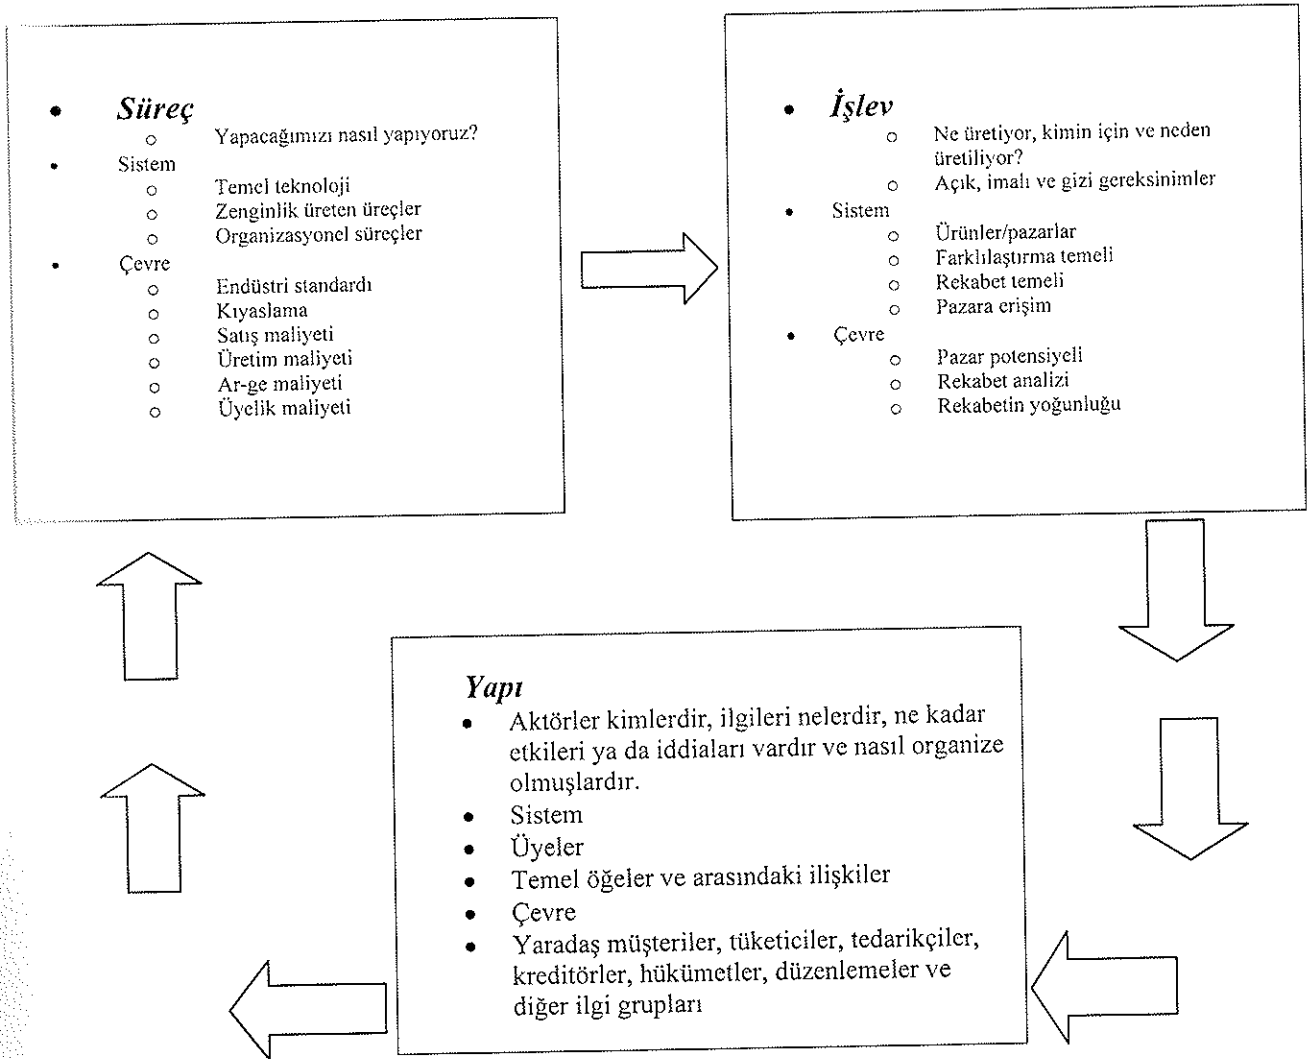 • Süreç
o Yapacağımızı nasıl yapıyoruz?
• Sistem
o Temel teknoloji
o Zenginlik üreten üreçler
o Organizasyonel süreçler
• Çevre
o Endüstri standardı
o Kıyaslama
o Satış maliyeti
o Üretim maliyeti
o Ar-ge maliyeti
o Üyelik maliyeti
• İşlev
o Ne üretiyor, kimin için ve neden
üretiliyor?
o Açık, imalı ve gizi gereksinimler
• Sistem
o Ürünler/pazarlar
o Farklılaştırma temeli
o Rekabet temeli
o Pazara erişim
• Çevre
o Pazar potensiyeli
o Rekabet analizi
o Rekabetin yoğunluğu
Yapı
• Aktörler kimlerdir, ilgileri nelerdir, ne kadar
etkileri ya da iddiaları vardır ve nasıl organize
olmuşlardır.
• Sistem
• Üyeler
• Temel öğeler ve arasındaki ilişkiler
• Çevre
• Yaradaş müşteriler, tüketiciler, tedarikçiler,
kreditörler, hükümetler, düzenlemeler ve
diğer ilgi grupları